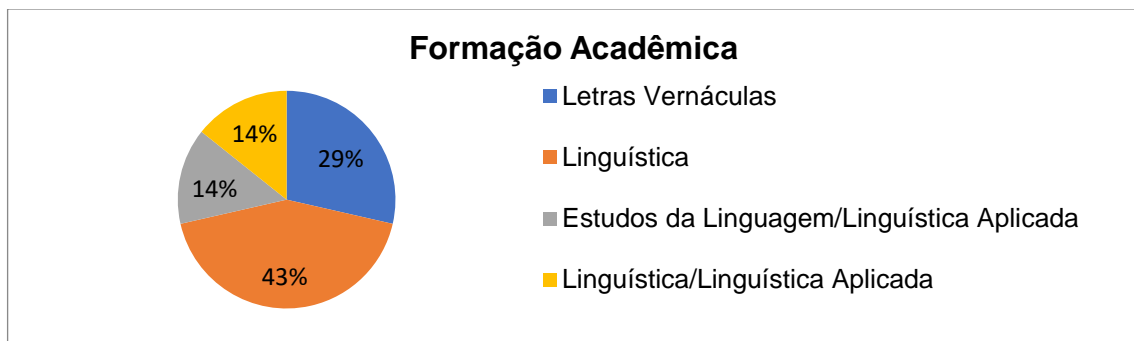 Formação Acadêmica
Letras Vernáculas
Linguística
Estudos da Linguagem/Linguística Aplicada
Linguística/Linguística Aplicada
14%
29%
14%
43%